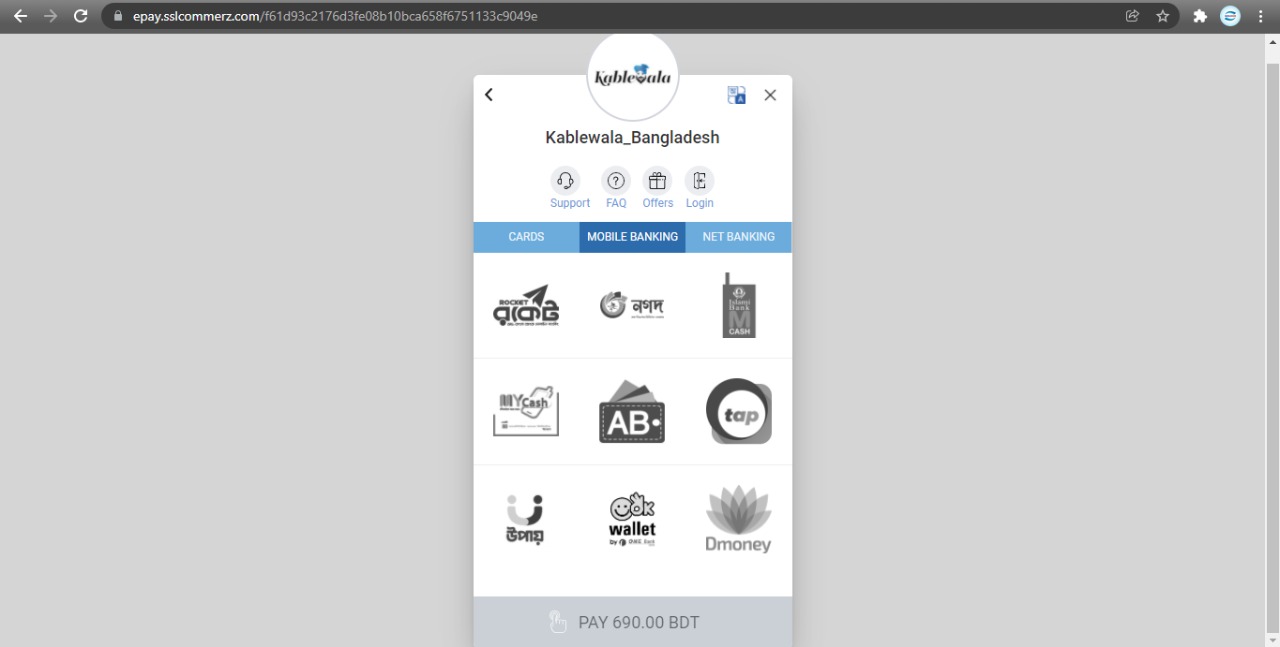 epay.sslcommerz.com/f61d93c2176d3fe08b10bca658f6751133c9049e
Kablewala
Kablewala_Bangladesh
Support FAQ Offers Login
CARDS MOBILE BANKING NET BANKING
ROCKET
রকেট
নগদ
Islami
Bank
M
CASH
MYCash
AB
tap
উপায়
ok
wallet
by
Bank
Dmoney
PAY 690.00 BDT